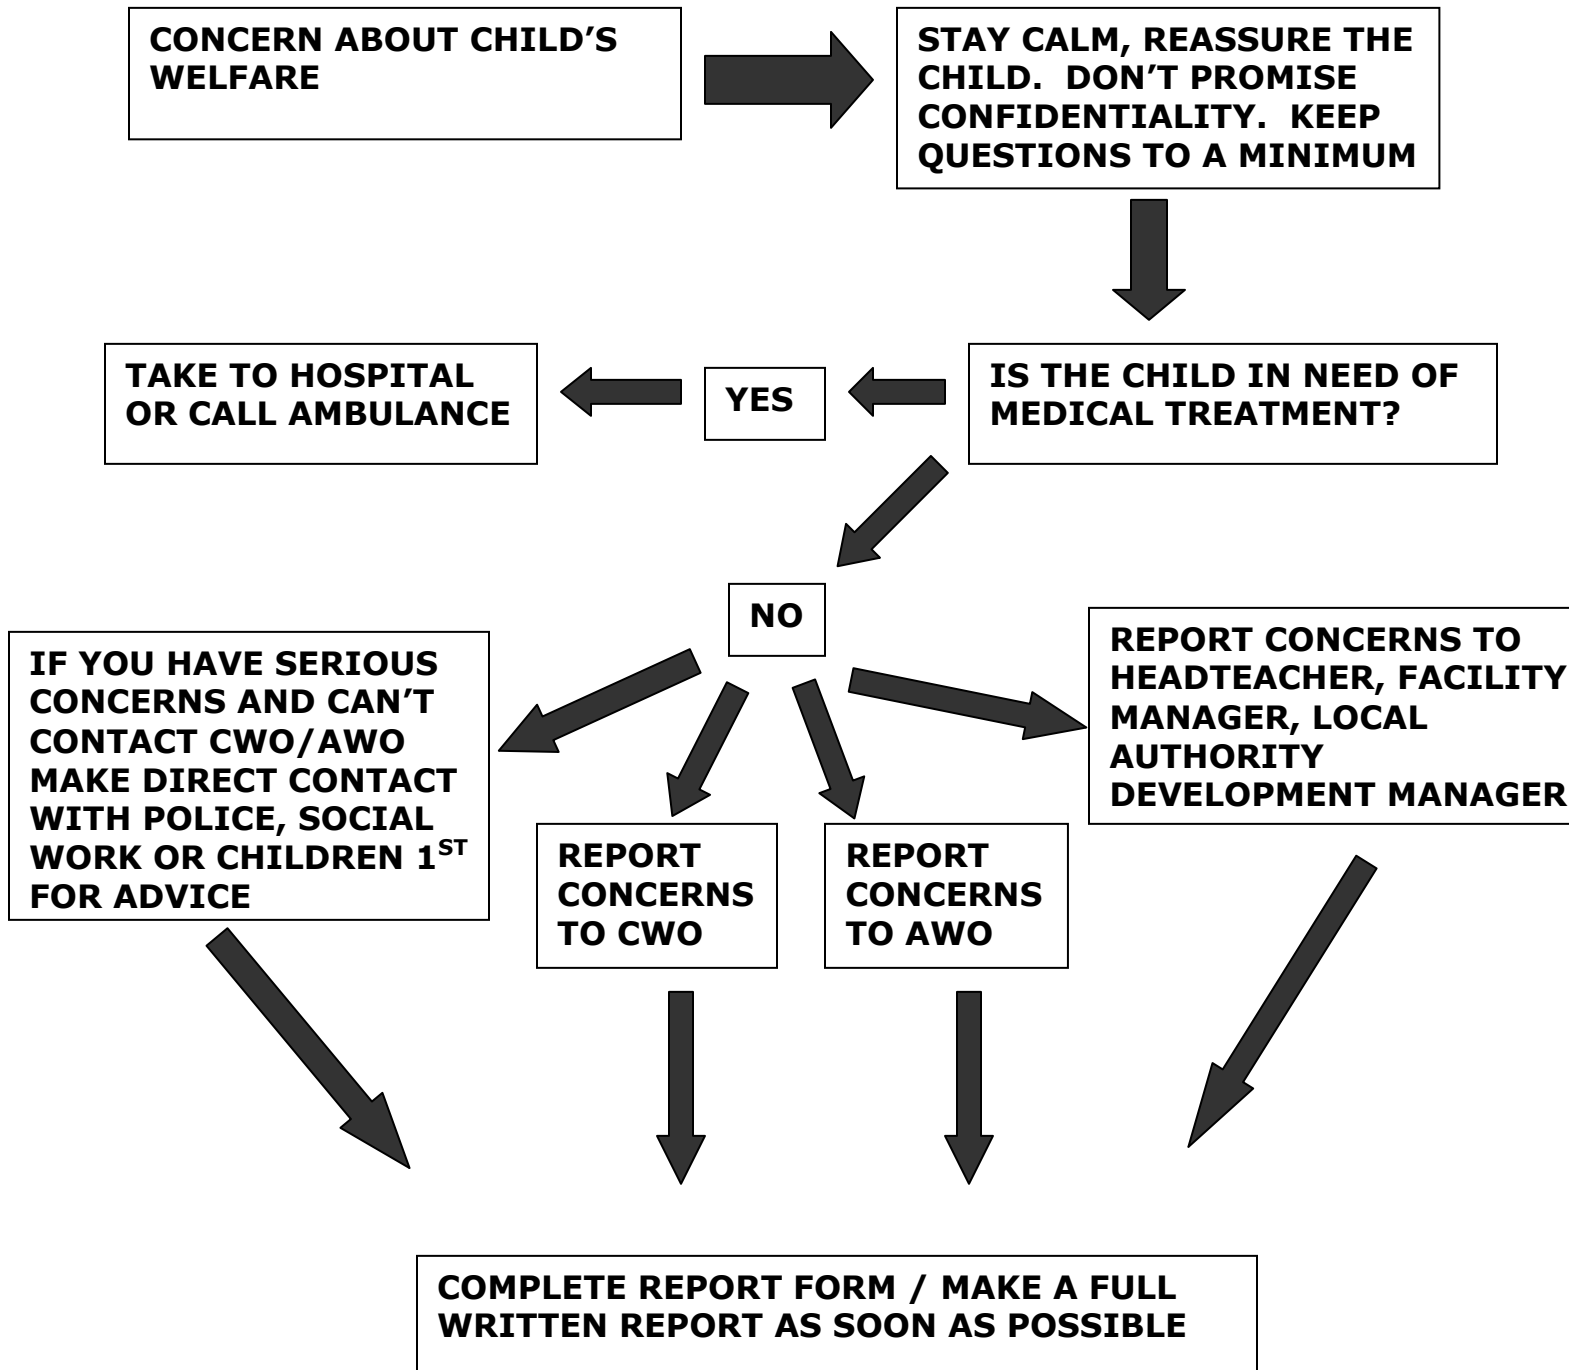 CONCERN ABOUT CHILD’S
WELFARE
STAY CALM, REASSURE THE
CHILD.  DON’T PROMISE
CONFIDENTIALITY.  KEEP
QUESTIONS TO A MINIMUM
TAKE TO HOSPITAL
OR CALL AMBULANCE
YES
IS THE CHILD IN NEED OF
MEDICAL TREATMENT?
NO
IF YOU HAVE SERIOUS
CONCERNS AND CAN’T
CONTACT CWO/AWO
MAKE DIRECT CONTACT
WITH POLICE, SOCIAL
WORK OR CHILDREN 1ST
FOR ADVICE
REPORT
CONCERNS
TO CWO
REPORT
CONCERNS
TO AWO
REPORT CONCERNS TO
HEADTEACHER, FACILITY
MANAGER, LOCAL
AUTHORITY
DEVELOPMENT MANAGER
COMPLETE REPORT FORM / MAKE A FULL
WRITTEN REPORT AS SOON AS POSSIBLE